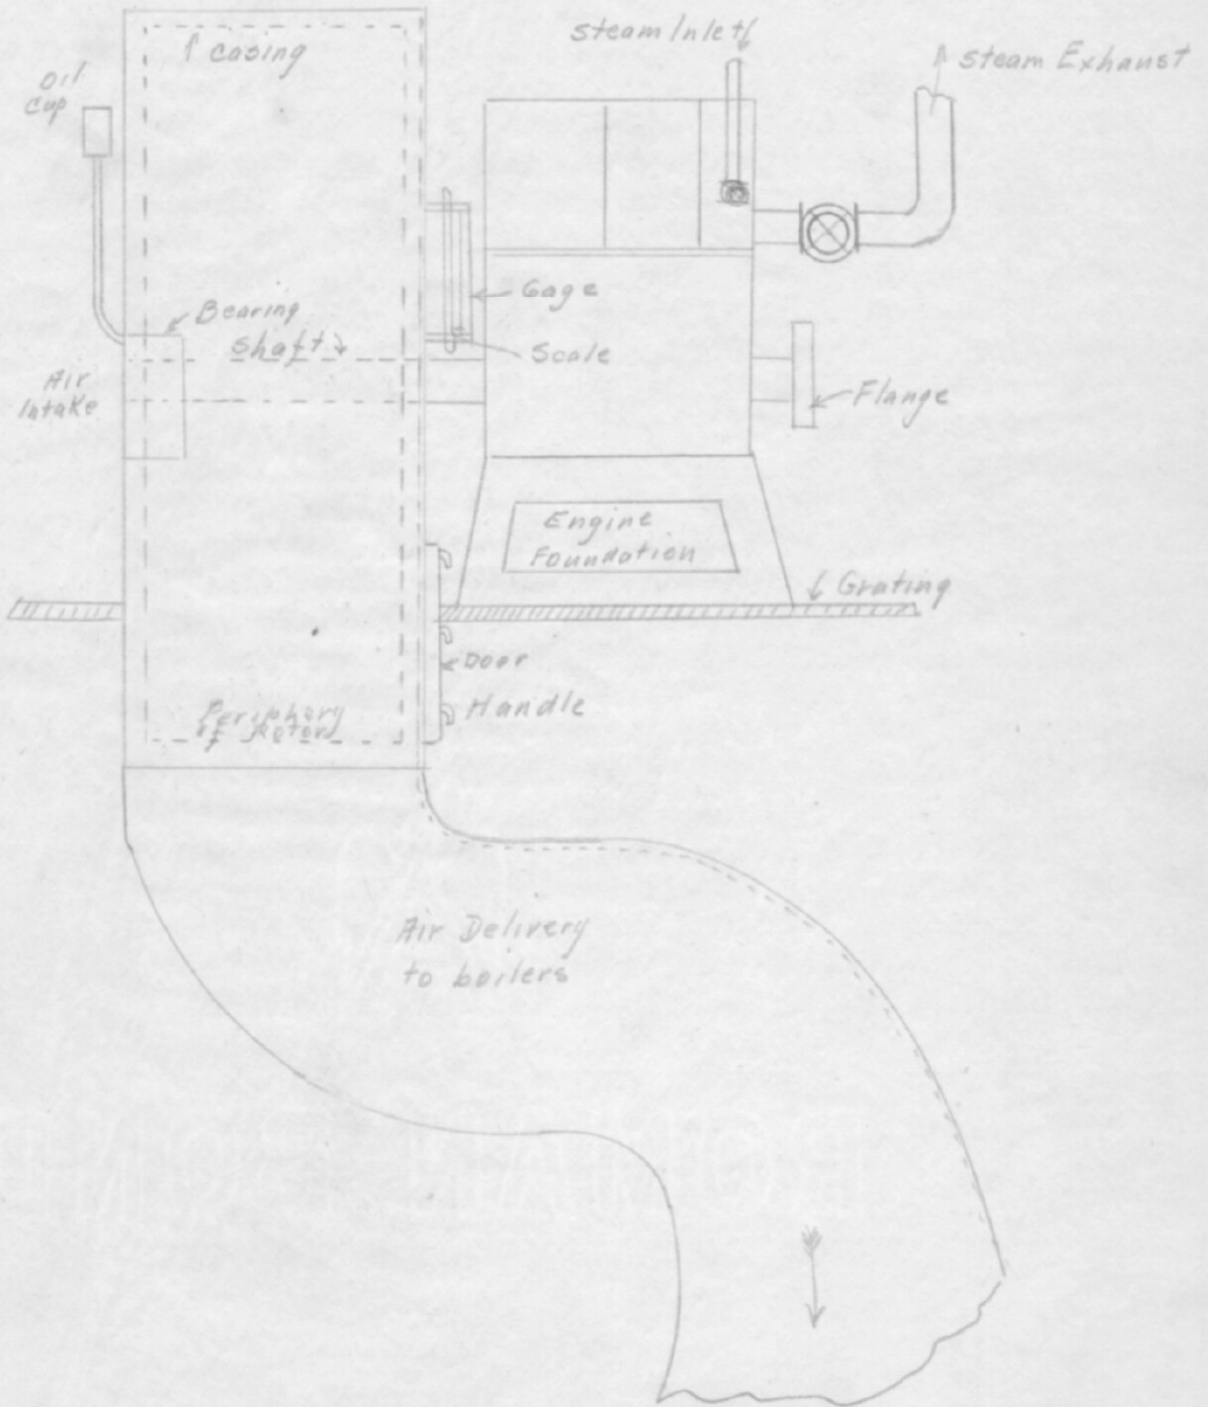 Steam Inlet
Steam Exhaust
Casing
Oil
Cup
Gage
Bearing
Shaft
Scale
Air
Intake
Flange
Engine
Foundation
Grating
Door
Handle
Periphery
of Rotor
Air Delivery
to boilers